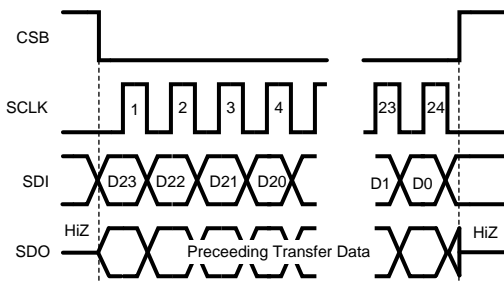 CSB
SCLK 1 2 3 4 23 24
SDI D23 D22 D21 D20 D1 D0
HiZ HiZ
SDO Preceeding Transfer Data